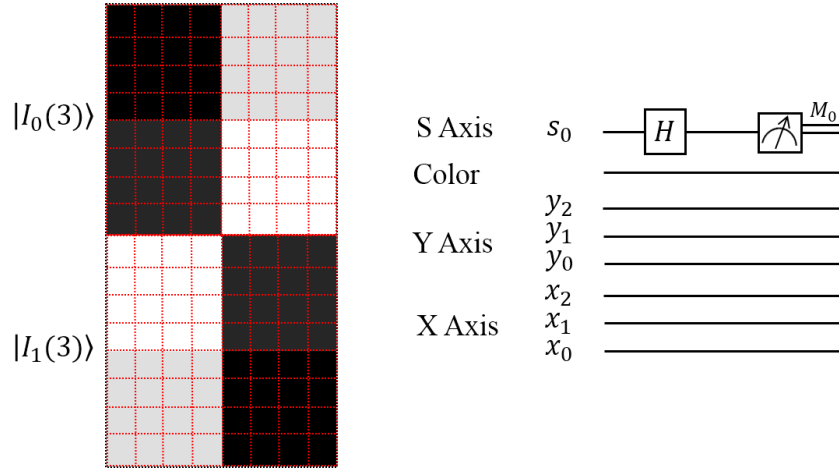 |I₀(3)⟩
|I₁(3)⟩
S Axis s₀ H M₀
Color
Y Axis
y₂
y₁
y₀
X Axis
x₂
x₁
x₀